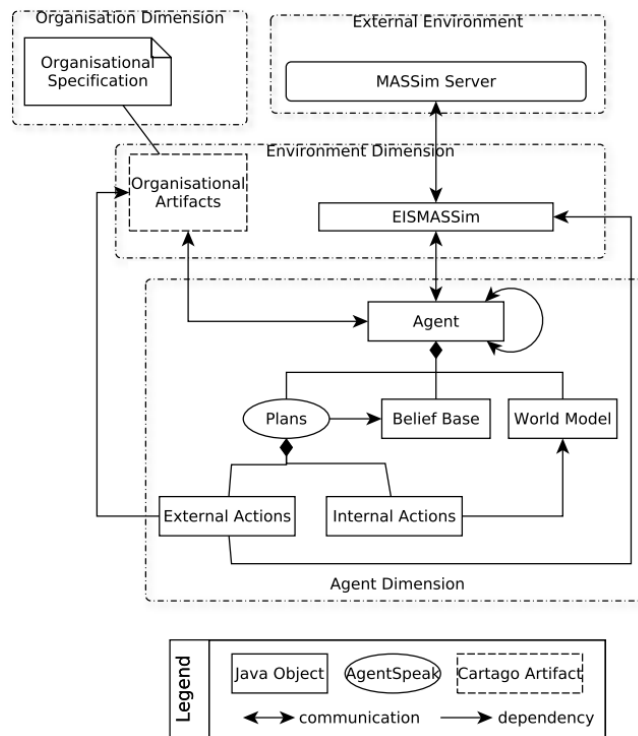 Organisation Dimension
Organisational
Specification
External Environment
MASSim Server
Environment Dimension
Organisational
Artifacts
EISMASSim
Agent
Plans
Belief Base
World Model
External Actions
Internal Actions
Agent Dimension
Legend
Java Object
AgentSpeak
Cartago Artifact
communication
dependency